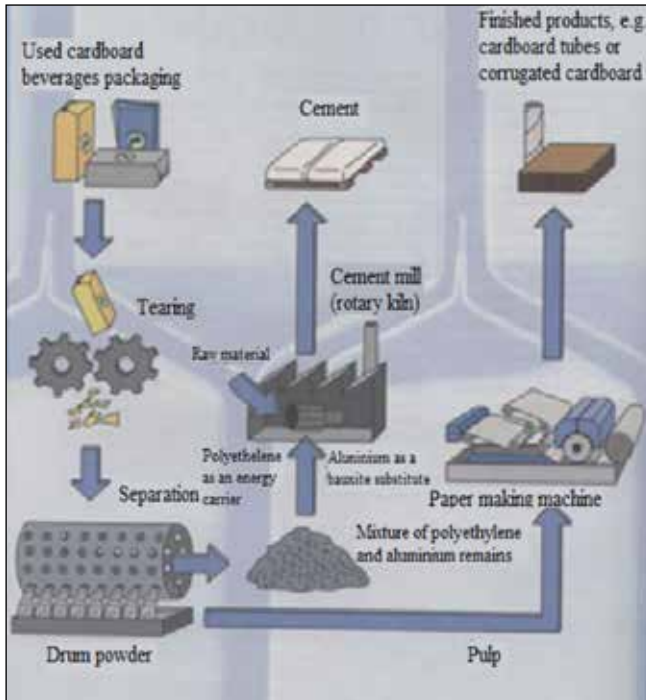 Used cardboard
beverages packaging
Cement
Finished products, e.g.
cardboard tubes or
corrugated cardboard
Tearing
Cement mill
(rotary kiln)
Raw material
Polyethelene
as an energy
carrier
Aluminium as a
bauxite substitute
Separation
Paper making machine
Mixture of polyethylene
and aluminium remains
Drum powder
Pulp